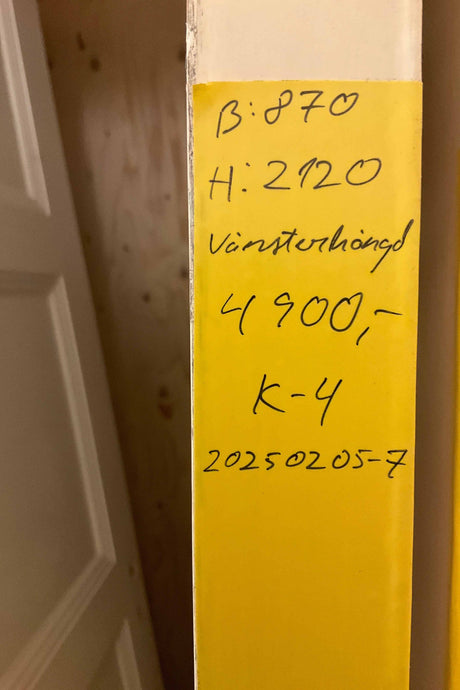 B:870
H:2120
Vänsterhängd
4 900,-
K-4
20250205-7